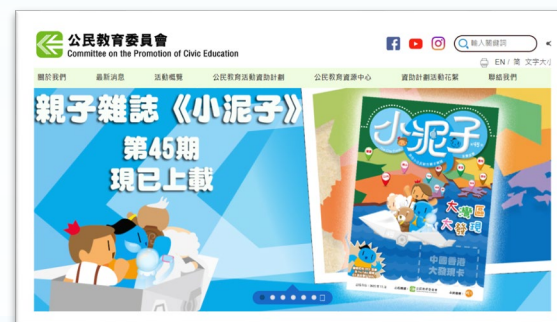 公民教育委員會
Committee on the Promotion of Civic Education
輸入關鍵詞
EN / 简 文字大小
關於我們 最新消息 活動概覽 公民教育活動資助計劃 公民教育資源中心 資助計劃活動花絮 聯絡我們
親子雜誌《小泥子》
第45期
現已上載
小泥子
大灣區
大發現
中國香港
大發現卡